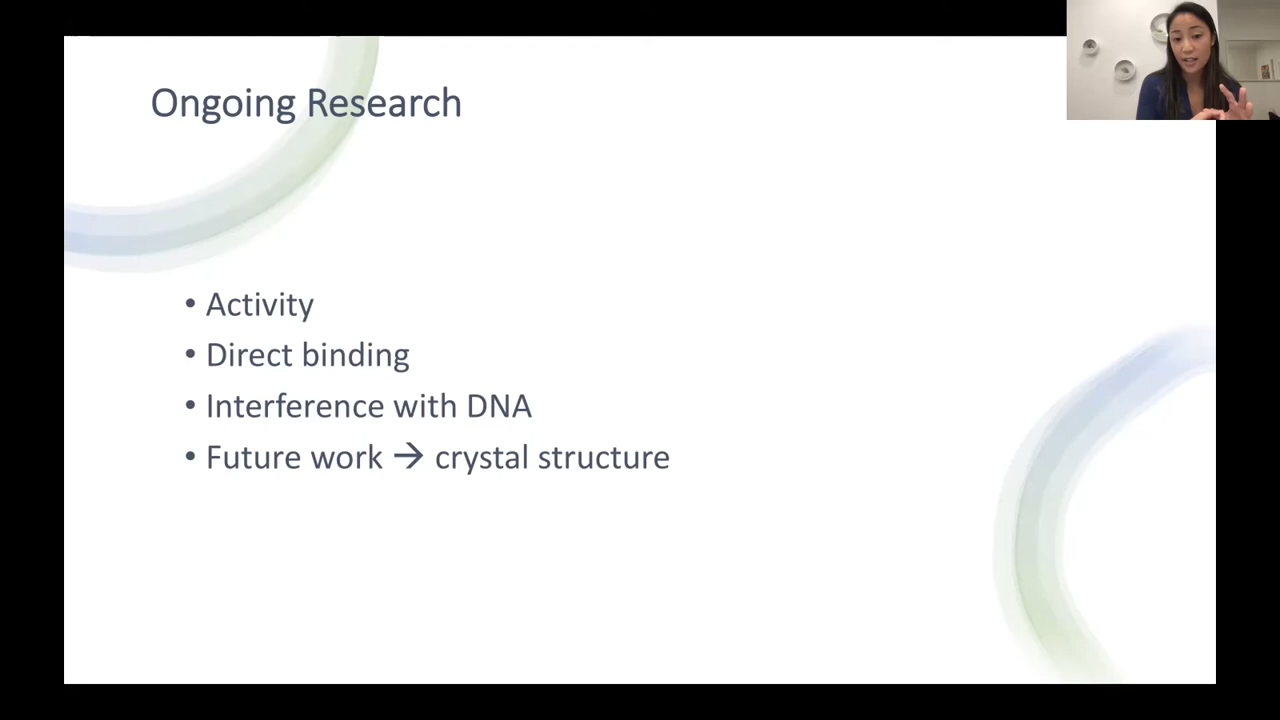 Ongoing Research
• Activity
• Direct binding
• Interference with DNA
• Future work → crystal structure